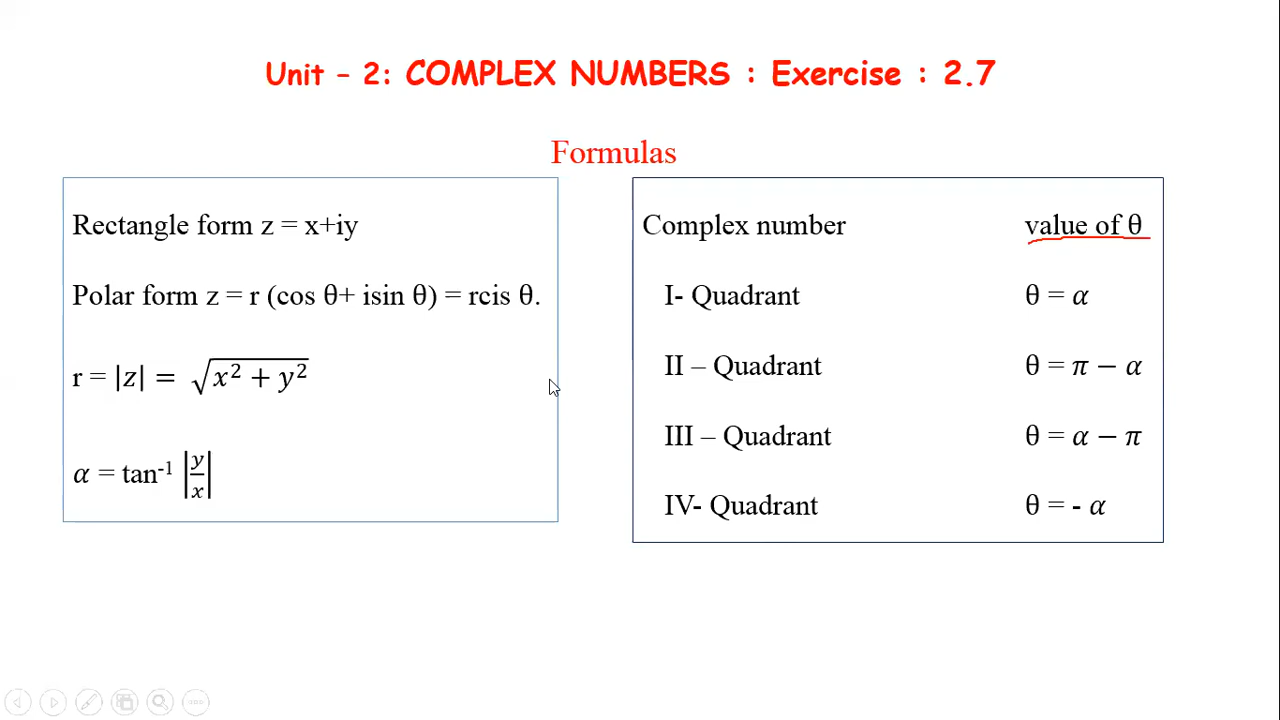 Unit – 2: COMPLEX NUMBERS : Exercise : 2.7
Formulas
Rectangle form z = x+iy
Polar form z = r (cos θ+ isin θ) = rcis θ.
r = |z| = √(x² + y²)
α = tan⁻¹ |y/x|
Complex number value of θ
I- Quadrant θ = α
II – Quadrant θ = π − α
III – Quadrant θ = α − π
IV- Quadrant θ = - α